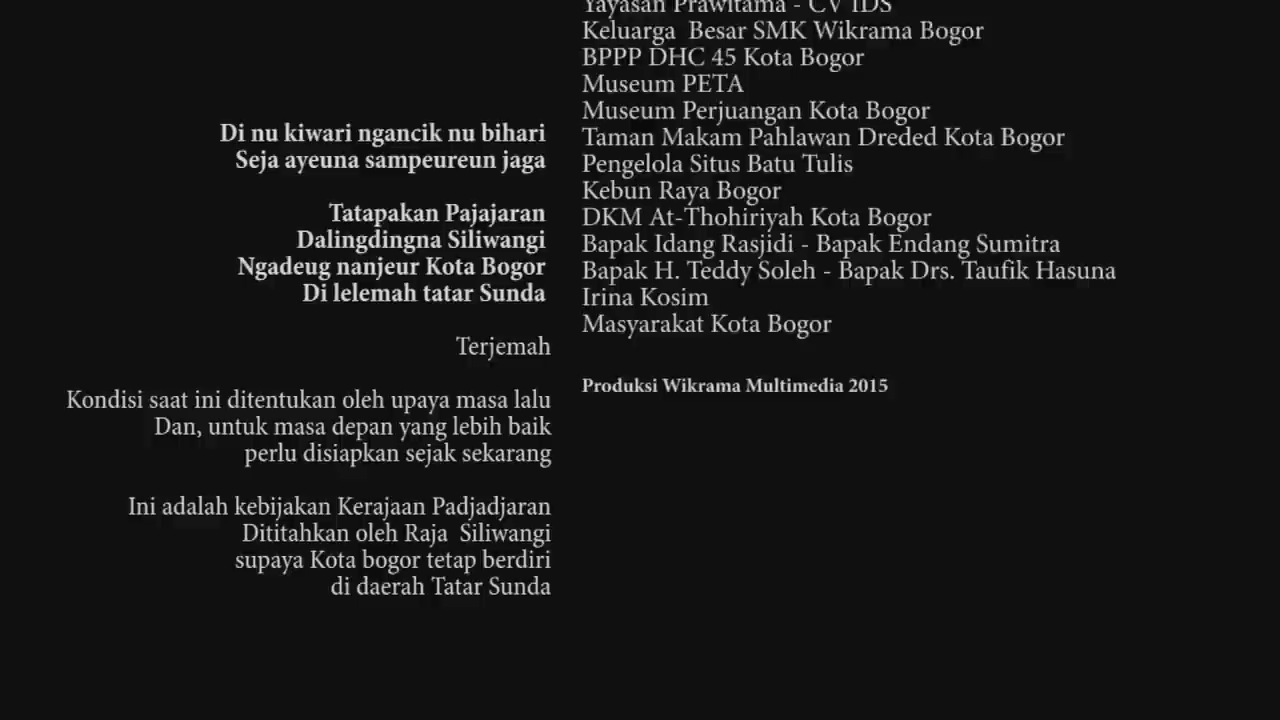 Di nu kiwari ngancik nu bihari
Seja ayeuna sampeureun jaga
Tatapakan Pajajaran
Dalingdingna Siliwangi
Ngadeug nanjeur Kota Bogor
Di lelemah tatar Sunda
Terjemah
Kondisi saat ini ditentukan oleh upaya masa lalu
Dan, untuk masa depan yang lebih baik
perlu disiapkan sejak sekarang
Ini adalah kebijakan Kerajaan Padjadjaran
Dititahkan oleh Raja  Siliwangi
supaya Kota bogor tetap berdiri
di daerah Tatar Sunda
Yayasan Prawitama - CV IDS
Keluarga  Besar SMK Wikrama Bogor
BPPP DHC 45 Kota Bogor
Museum PETA
Museum Perjuangan Kota Bogor
Taman Makam Pahlawan Dreded Kota Bogor
Pengelola Situs Batu Tulis
Kebun Raya Bogor
DKM At-Thohiriyah Kota Bogor
Bapak Idang Rasjidi - Bapak Endang Sumitra
Bapak H. Teddy Soleh - Bapak Drs. Taufik Hasuna
Irina Kosim
Masyarakat Kota Bogor
Produksi Wikrama Multimedia 2015